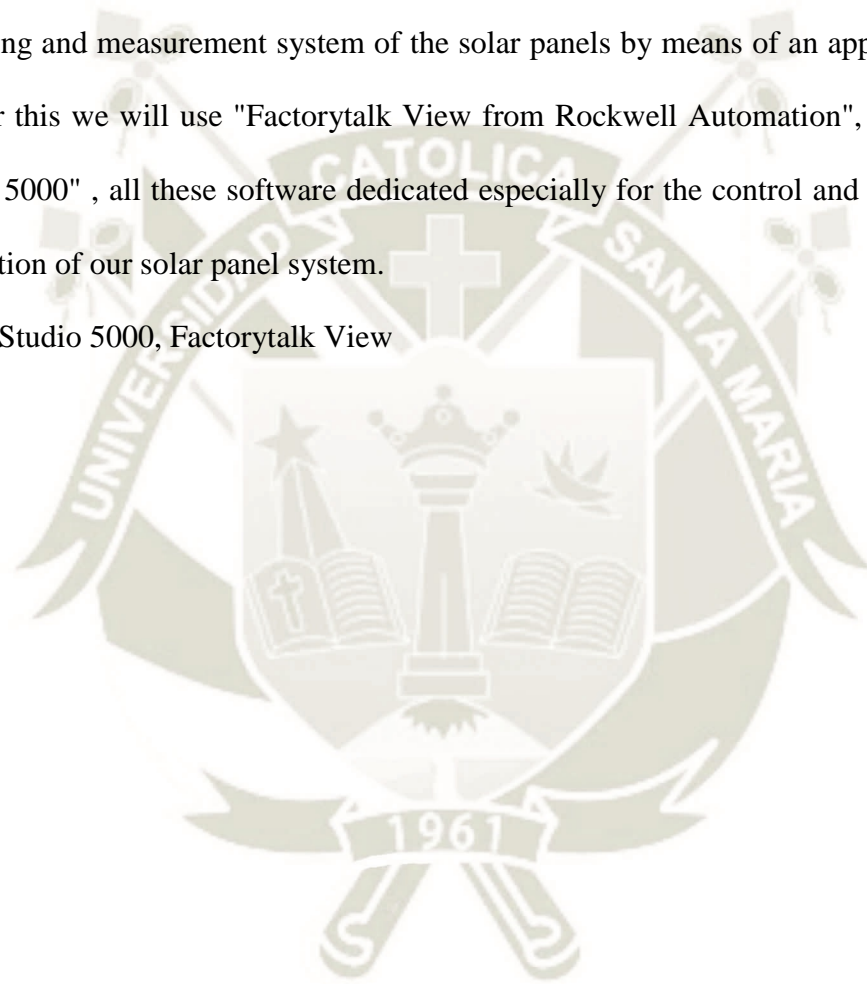 ng and measurement system of the solar panels by means of an app
r this we will use "Factorytalk View from Rockwell Automation",
5000" , all these software dedicated especially for the control and
tion of our solar panel system.
Studio 5000, Factorytalk View
UNIVERSIDAD CATOLICA SANTA MARIA
1961